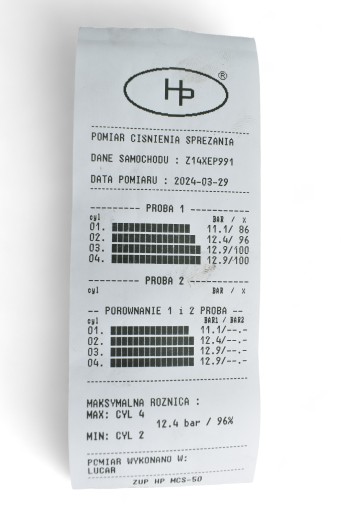 Hp ®
POMIAR CISNIENIA SPREZANIA
DANE SAMOCHODU : Z14XEP991
DATA POMIARU : 2024-03-29
--------- PROBA 1 ---------
cyl BAR / %
01. 11.1/ 86
02. 12.4/ 96
03. 12.9/100
04. 12.9/100
--------- PROBA 2 ---------
cyl BAR / %
-- POROWNANIE 1 i 2 PROBA --
cyl BAR1 / BAR2
01. 11.1/--.-
02. 12.4/--.-
03. 12.9/--.-
04. 12.9/--.-
MAKSYMALNA ROZNICA :
MAX: CYL 4
12.4 bar / 96%
MIN: CYL 2
POMIAR WYKONANO W:
LUCAR
ZUP HP MCS-50